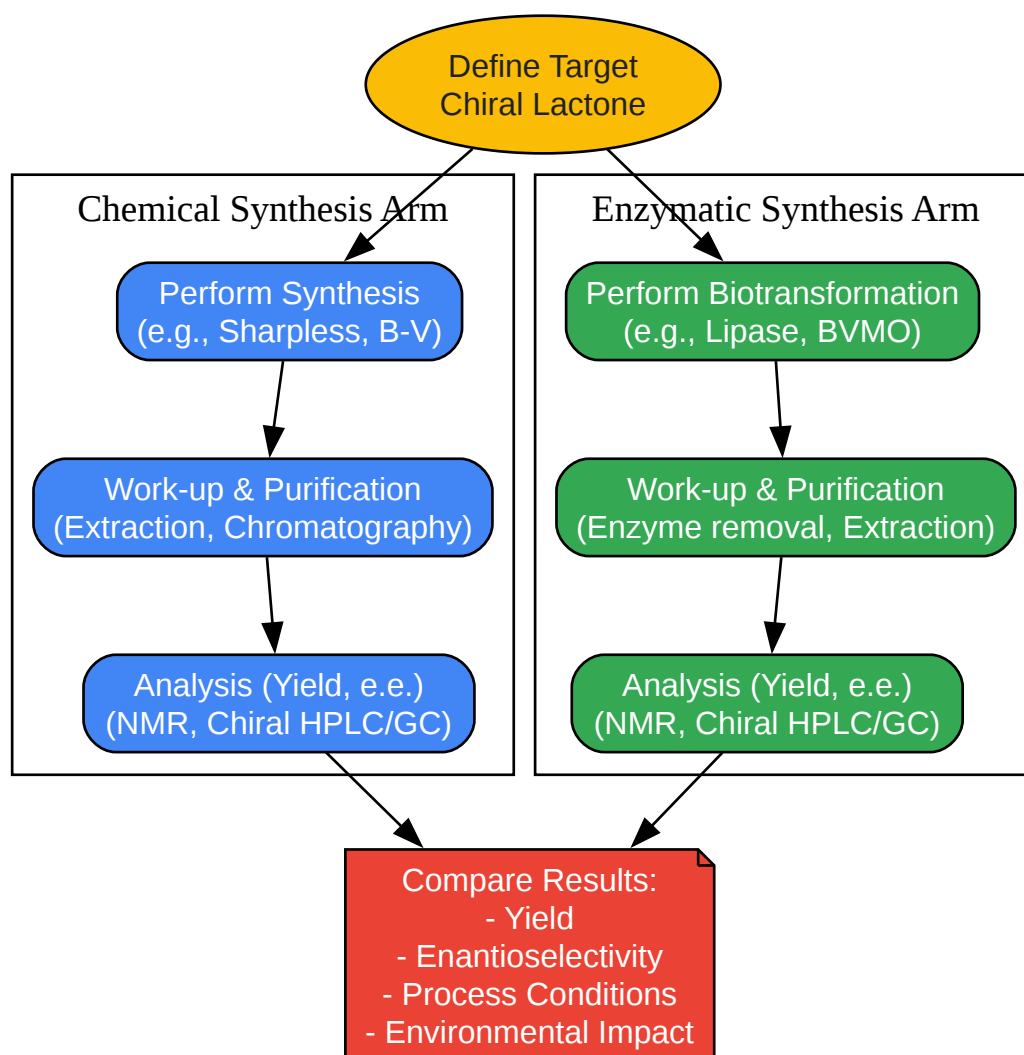 Define Target
Chiral Lactone
Chemical Synthesis Arm
Perform Synthesis
(e.g., Sharpless, B-V)
Work-up & Purification
(Extraction, Chromatography)
Analysis (Yield, e.e.)
(NMR, Chiral HPLC/GC)
Enzymatic Synthesis Arm
Perform Biotransformation
(e.g., Lipase, BVMO)
Work-up & Purification
(Enzyme removal, Extraction)
Analysis (Yield, e.e.)
(NMR, Chiral HPLC/GC)
Compare Results:
- Yield
- Enantioselectivity
- Process Conditions
- Environmental Impact